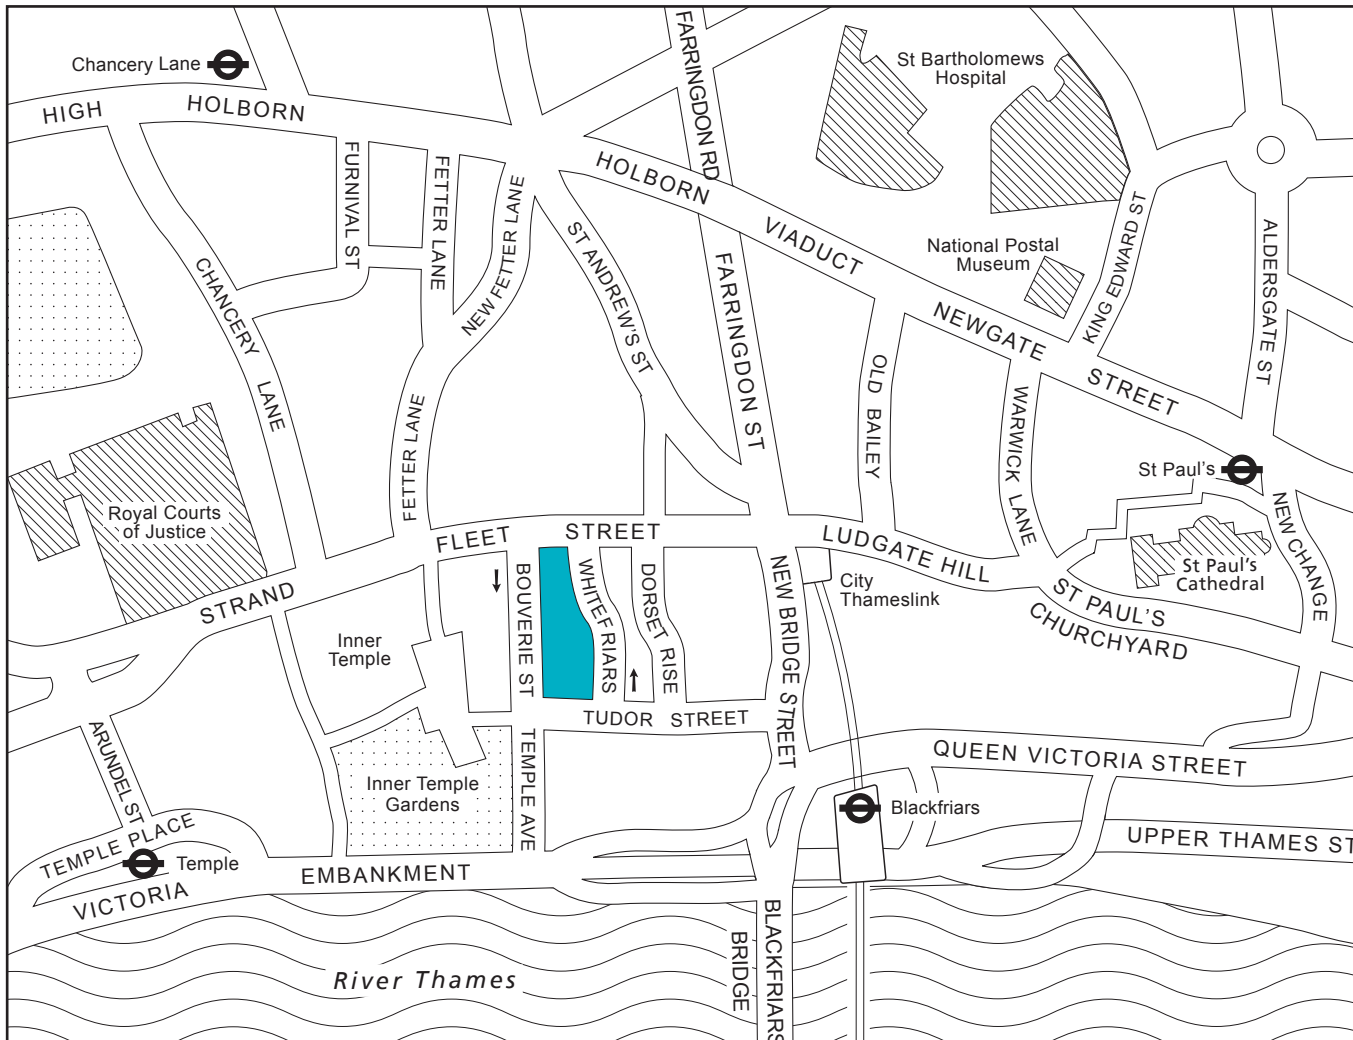 Chancery Lane
HIGH HOLBORN
FARRINGDON RD
St Bartholomews
Hospital
FURNIVAL ST
FETTER LANE
NEW FETTER LANE
HOLBORN VIADUCT
ST ANDREW'S ST
National Postal
Museum
KING EDWARD ST
ALDERSGATE ST
CHANCERY LANE
FARRINGDON ST
NEWGATE STREET
OLD BAILEY
WARWICK LANE
FETTER LANE
St Paul's
Royal Courts
of Justice
FLEET STREET
LUDGATE HILL
NEW CHANGE
St Paul's
Cathedral
STRAND
BOUVERIE ST
WHITEFRIARS
DORSET RISE
NEW BRIDGE STREET
City
Thameslink
ST PAUL'S
CHURCHYARD
Inner
Temple
TUDOR STREET
ARUNDEL ST
TEMPLE AVE
QUEEN VICTORIA STREET
Inner Temple
Gardens
Blackfriars
TEMPLE PLACE
Temple
UPPER THAMES ST
VICTORIA EMBANKMENT
BLACKFRIARS
BRIDGE
River Thames